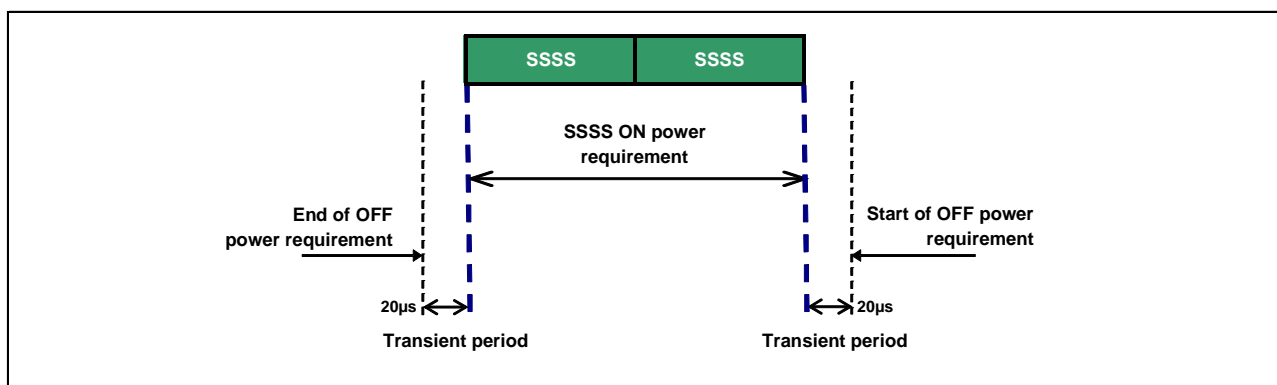 SSSS SSSS
SSSS ON power
requirement
End of OFF
power requirement
Start of OFF power
requirement
20µs
20µs
Transient period
Transient period